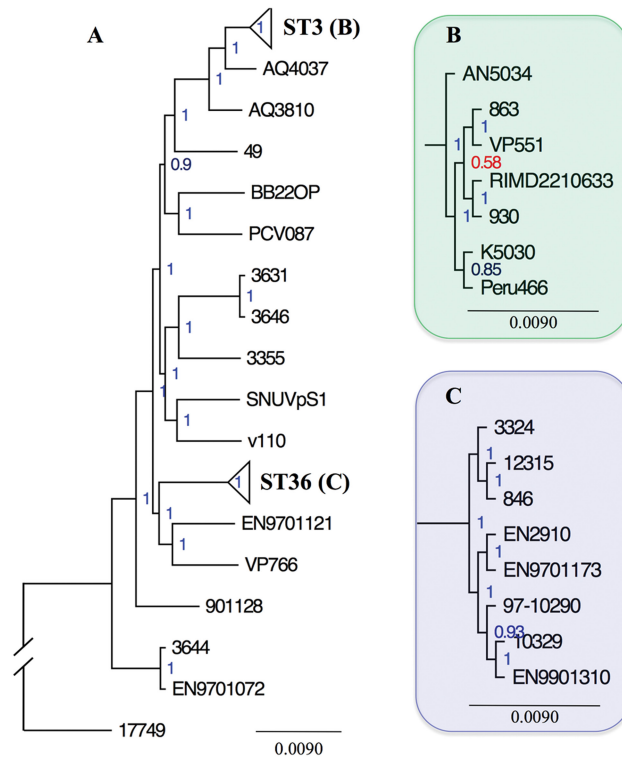 A
1
ST3 (B)
1
AQ4037
1
AQ3810
1
49
0.9
BB22OP
1
PCV087
1
3631
1
3646
1
3355
1
1
SNUVpS1
1
v110
1
ST36 (C)
1
1
EN9701121
1
VP766
901128
3644
1
EN9701072
17749
0.0090
B
AN5034
863
1
1
VP551
0.58
RIMD2210633
1
1
930
K5030
0.85
Peru466
0.0090
C
3324
1
12315
1
846
1
EN2910
1
EN9701173
1
97-10290
0.93
10329
1
EN9901310
0.0090